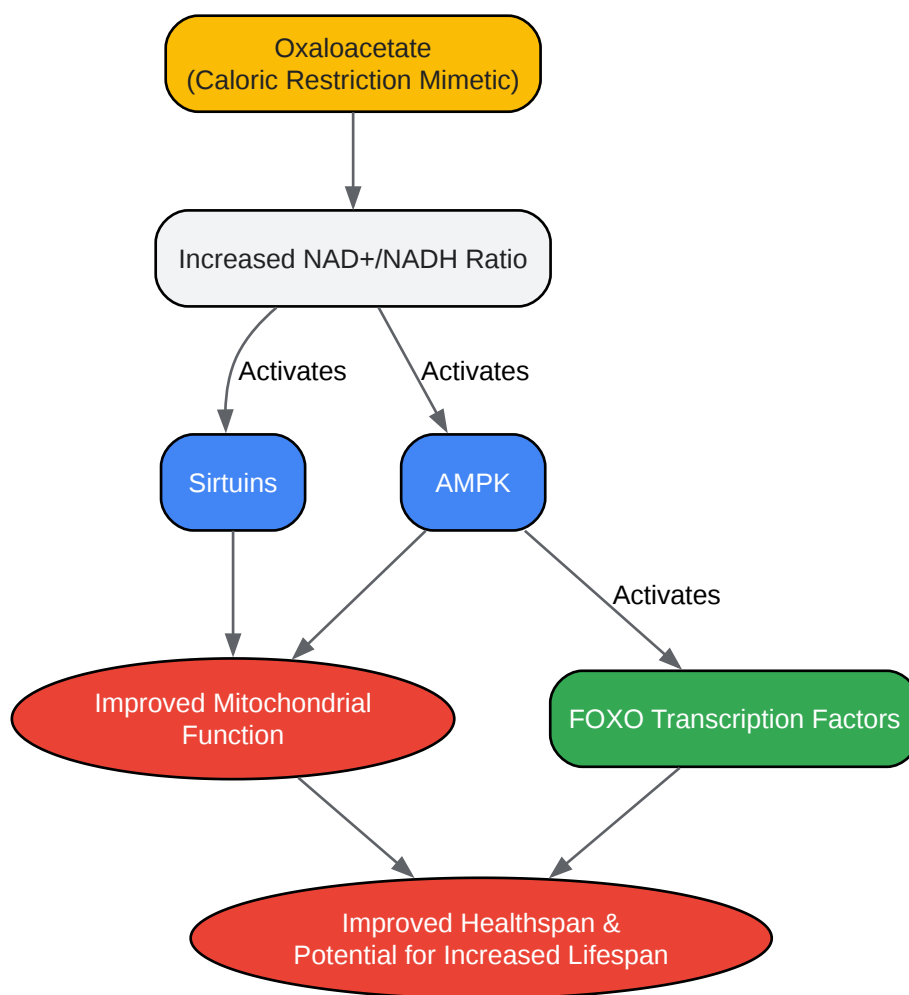 Oxaloacetate
(Caloric Restriction Mimetic)
Increased NAD+/NADH Ratio
Activates
Activates
Sirtuins
AMPK
Activates
Improved Mitochondrial
Function
FOXO Transcription Factors
Improved Healthspan &
Potential for Increased Lifespan